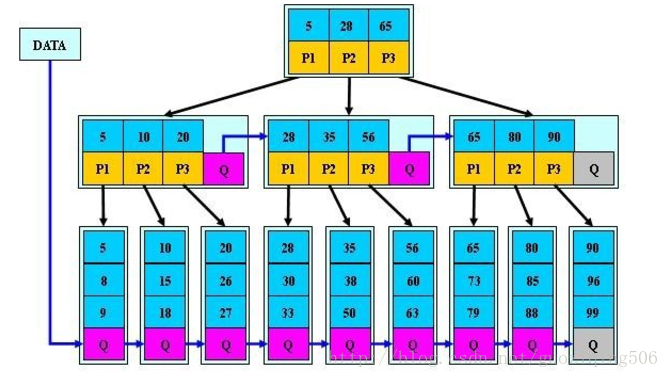 5 28 65
DATA
P1 P2 P3
5 10 20
28 35 56
65 80 90
P1 P2 P3 Q
P1 P2 P3 Q
P1 P2 P3 Q
5 10 20 28 35 56 65 80 90
8 15 26 30 38 60 73 85 96
9 18 27 33 50 63 79 88 99
Q Q Q Q Q Q Q Q Q